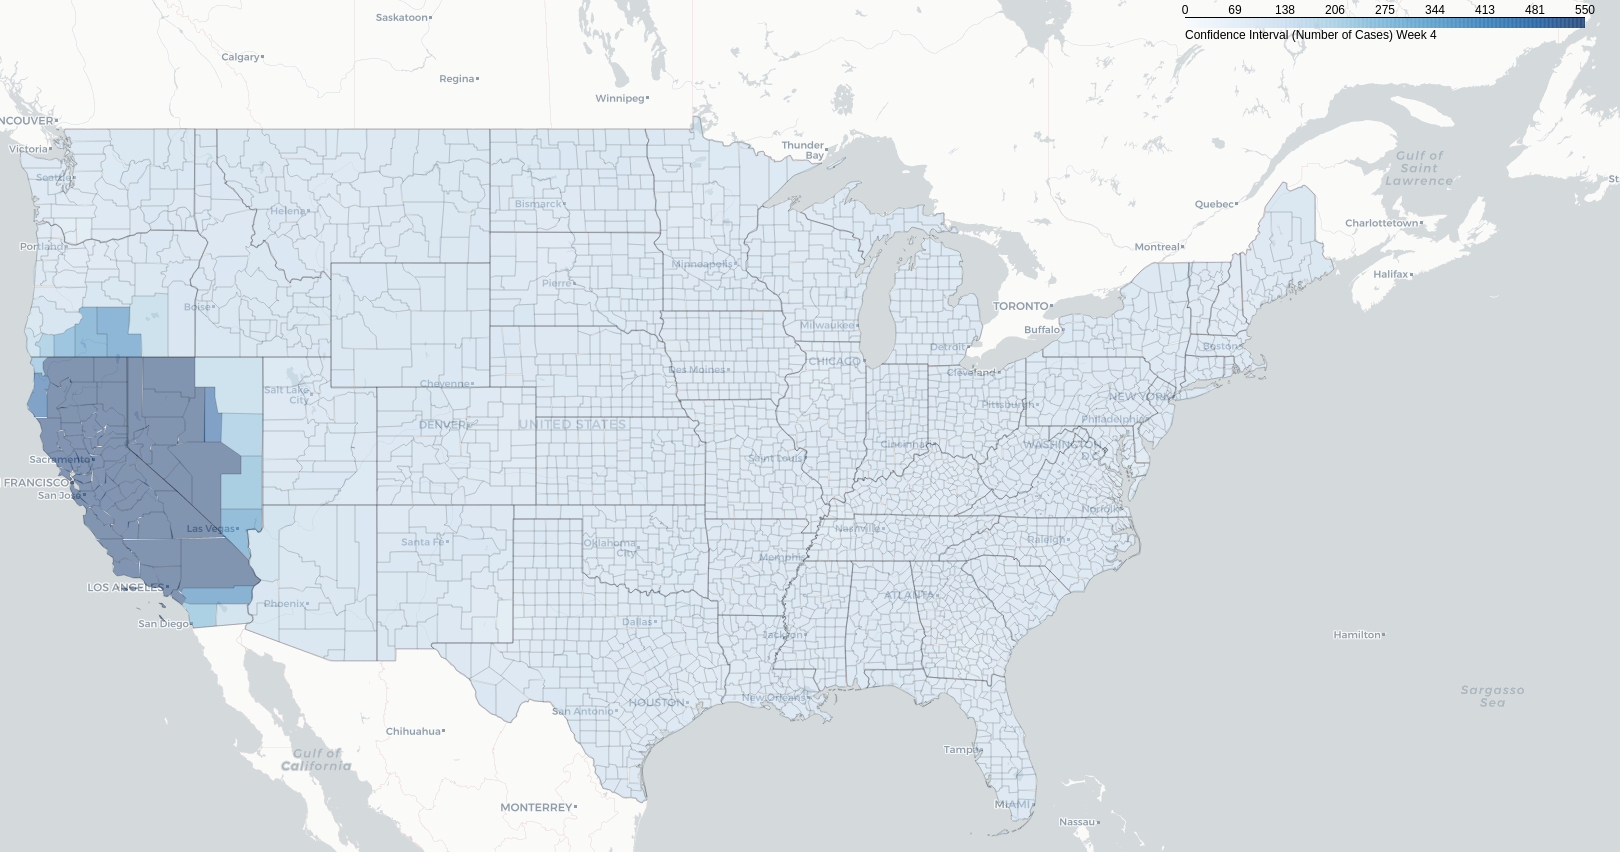 0 69 138 206 275 344 413 481 550
Confidence Interval (Number of Cases) Week 4
Saskatoon
Calgary
Regina
Winnipeg
NCOUVER
Victoria
Thunder
Bay
Gulf of
Saint
Lawrence
St
Seattle
Quebec
Helena
Bismarck
Charlottetown
Portland
Montreal
Minneapolis
Halifax
Pierre
Boise
TORONTO
Milwaukee
Buffalo
Detroit
Boston
CHICAGO
Des Moines
Cleveland
Cheyenne
Salt Lake
City
NEW YORK
Pittsburgh
Philadelphia
DENVER
UNITED STATES
Cincinnati
WASHINGTON
D.C.
Sacramento
Saint Louis
FRANCISCO
San Jose
Norfolk
Las Vegas
Nashville
Santa Fe
Oklahoma
City
Raleigh
Memphis
LOS ANGELES
ATLANTA
Phoenix
San Diego
Dallas
Jackson
Hamilton
Sargasso
Sea
New Orleans
HOUSTON
San Antonio
Chihuahua
Gulf of
California
Tampa
MONTERREY
MIAMI
Nassau